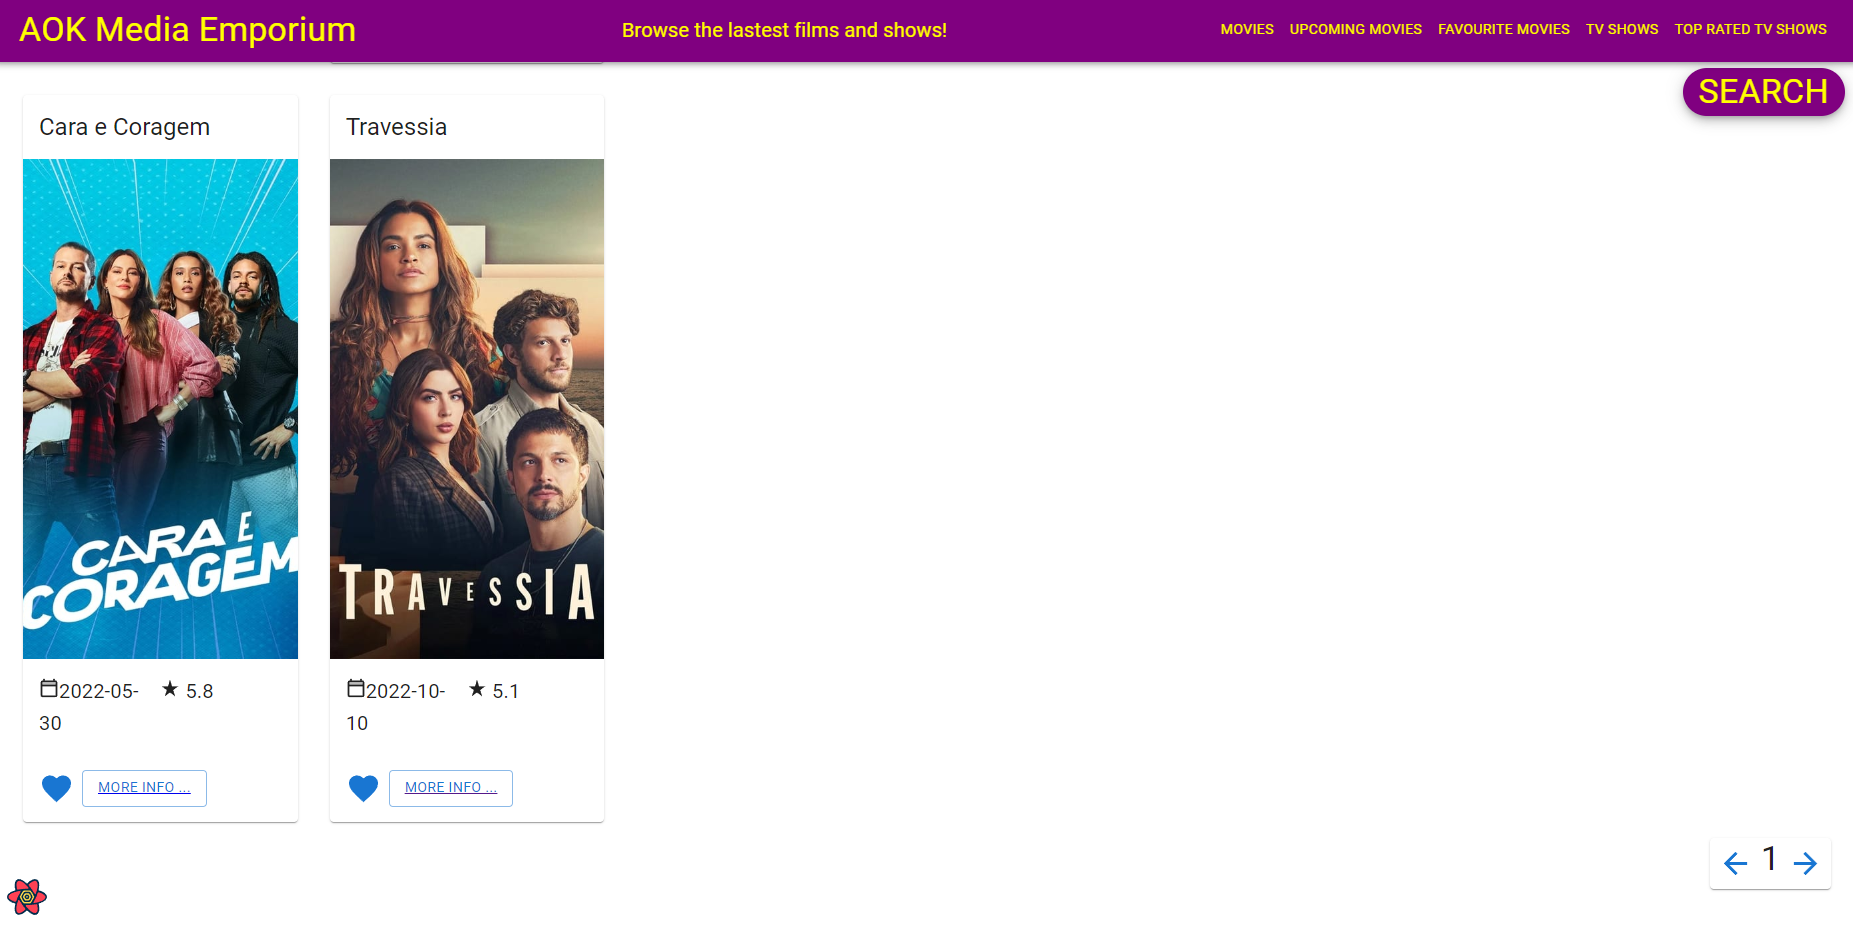 AOK Media Emporium
Browse the lastest films and shows!
MOVIES
UPCOMING MOVIES
FAVOURITE MOVIES
TV SHOWS
TOP RATED TV SHOWS
SEARCH
Cara e Coragem
CARA E
CORAGEM
2022-05-
30
5.8
MORE INFO ...
Travessia
TRAVESSIA
2022-10-
10
5.1
MORE INFO ...
1